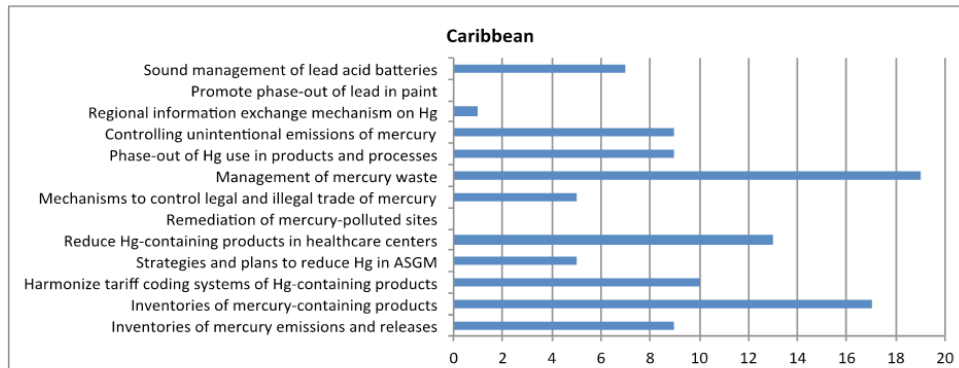 Caribbean
Sound management of lead acid batteries
Promote phase-out of lead in paint
Regional information exchange mechanism on Hg
Controlling unintentional emissions of mercury
Phase-out of Hg use in products and processes
Management of mercury waste
Mechanisms to control legal and illegal trade of mercury
Remediation of mercury-polluted sites
Reduce Hg-containing products in healthcare centers
Strategies and plans to reduce Hg in ASGM
Harmonize tariff coding systems of Hg-containing products
Inventories of mercury-containing products
Inventories of mercury emissions and releases
0 2 4 6 8 10 12 14 16 18 20